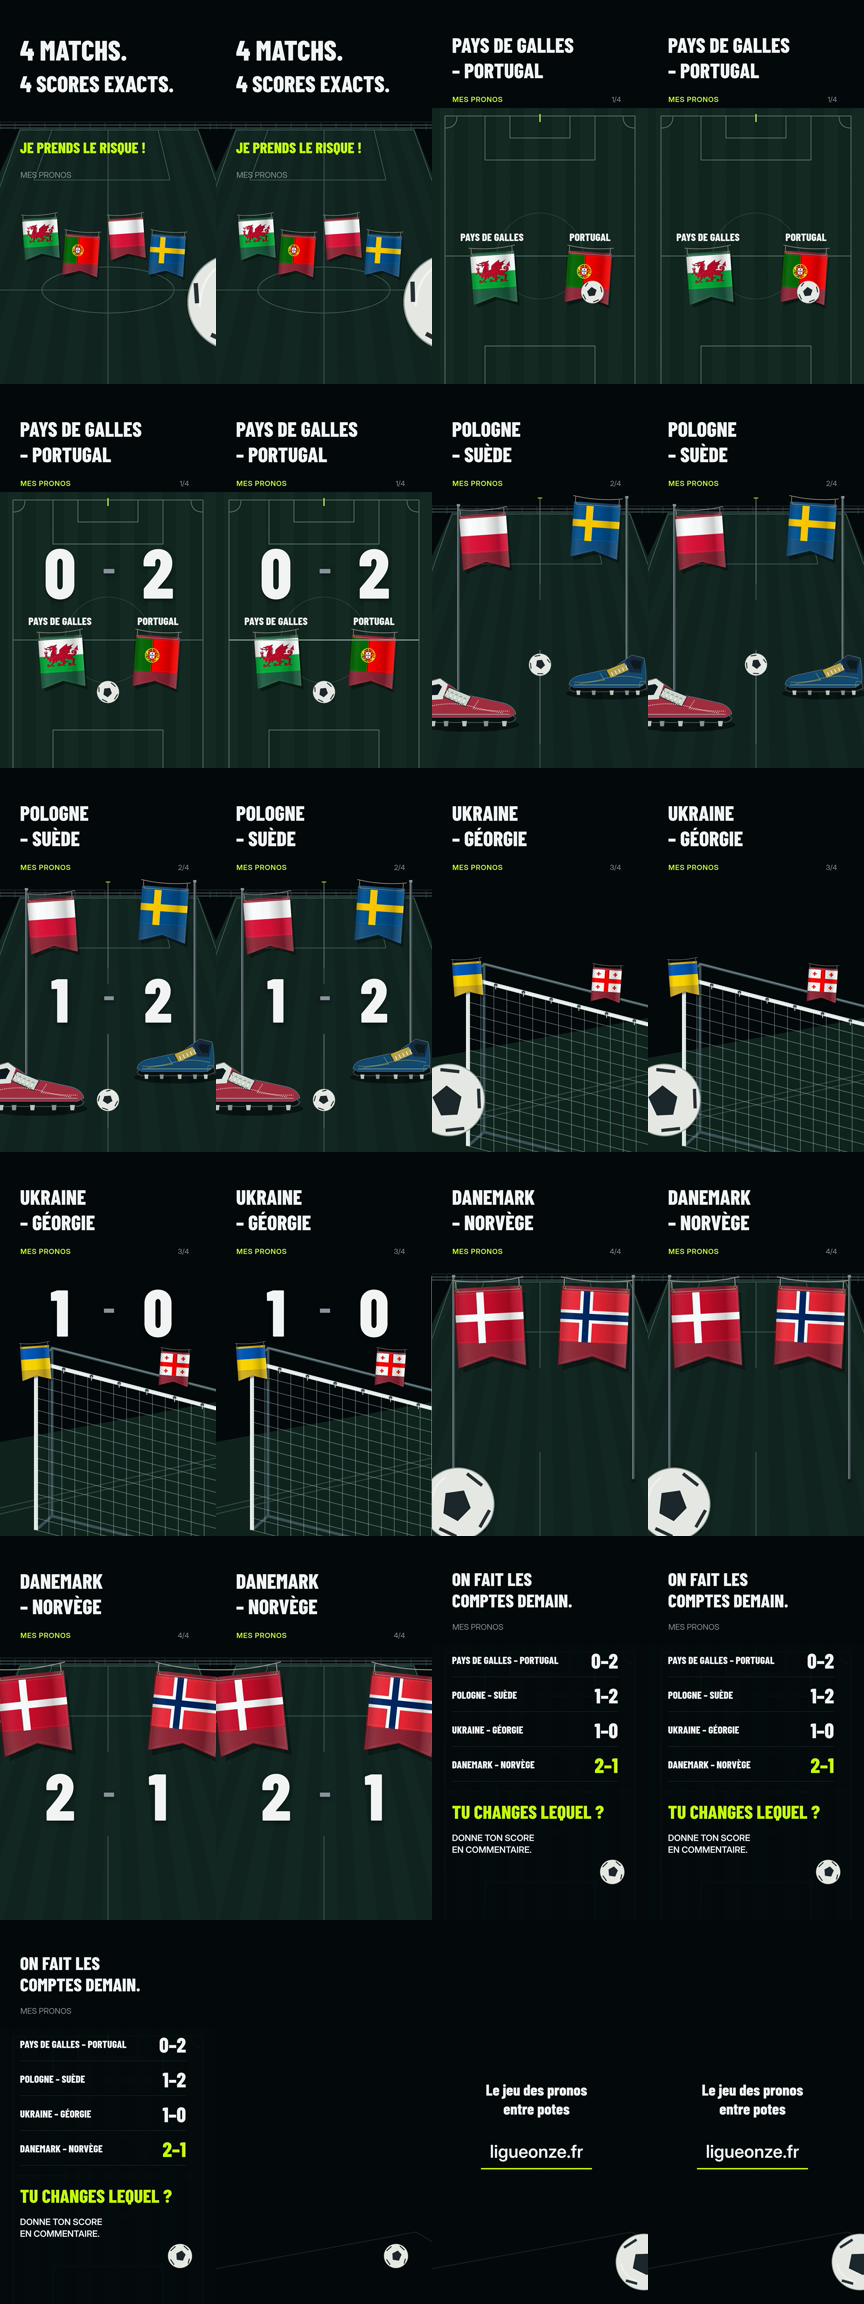 4 MATCHS.
4 SCORES EXACTS.
JE PRENDS LE RISQUE !
MES PRONOS
4 MATCHS.
4 SCORES EXACTS.
JE PRENDS LE RISQUE !
MES PRONOS
PAYS DE GALLES
– PORTUGAL
MES PRONOS
1/4
PAYS DE GALLES
PORTUGAL
PAYS DE GALLES
– PORTUGAL
MES PRONOS
1/4
PAYS DE GALLES
PORTUGAL
PAYS DE GALLES
– PORTUGAL
MES PRONOS
1/4
0 - 2
PAYS DE GALLES
PORTUGAL
PAYS DE GALLES
– PORTUGAL
MES PRONOS
1/4
0 - 2
PAYS DE GALLES
PORTUGAL
POLOGNE
– SUÈDE
MES PRONOS
2/4
POLOGNE
– SUÈDE
MES PRONOS
2/4
POLOGNE
– SUÈDE
MES PRONOS
2/4
1 - 2
POLOGNE
– SUÈDE
MES PRONOS
2/4
1 - 2
UKRAINE
– GÉORGIE
MES PRONOS
3/4
UKRAINE
– GÉORGIE
MES PRONOS
3/4
UKRAINE
– GÉORGIE
MES PRONOS
3/4
1 - 0
UKRAINE
– GÉORGIE
MES PRONOS
3/4
1 - 0
DANEMARK
– NORVÈGE
MES PRONOS
4/4
DANEMARK
– NORVÈGE
MES PRONOS
4/4
DANEMARK
– NORVÈGE
MES PRONOS
4/4
2 - 1
DANEMARK
– NORVÈGE
MES PRONOS
4/4
2 - 1
ON FAIT LES
COMPTES DEMAIN.
MES PRONOS
PAYS DE GALLES – PORTUGAL 0–2
POLOGNE – SUÈDE 1–2
UKRAINE – GÉORGIE 1–0
DANEMARK – NORVÈGE 2–1
TU CHANGES LEQUEL ?
DONNE TON SCORE
EN COMMENTAIRE.
ON FAIT LES
COMPTES DEMAIN.
MES PRONOS
PAYS DE GALLES – PORTUGAL 0–2
POLOGNE – SUÈDE 1–2
UKRAINE – GÉORGIE 1–0
DANEMARK – NORVÈGE 2–1
TU CHANGES LEQUEL ?
DONNE TON SCORE
EN COMMENTAIRE.
ON FAIT LES
COMPTES DEMAIN.
MES PRONOS
PAYS DE GALLES – PORTUGAL 0–2
POLOGNE – SUÈDE 1–2
UKRAINE – GÉORGIE 1–0
DANEMARK – NORVÈGE 2–1
TU CHANGES LEQUEL ?
DONNE TON SCORE
EN COMMENTAIRE.
Le jeu des pronos
entre potes
ligueonze.fr
Le jeu des pronos
entre potes
ligueonze.fr